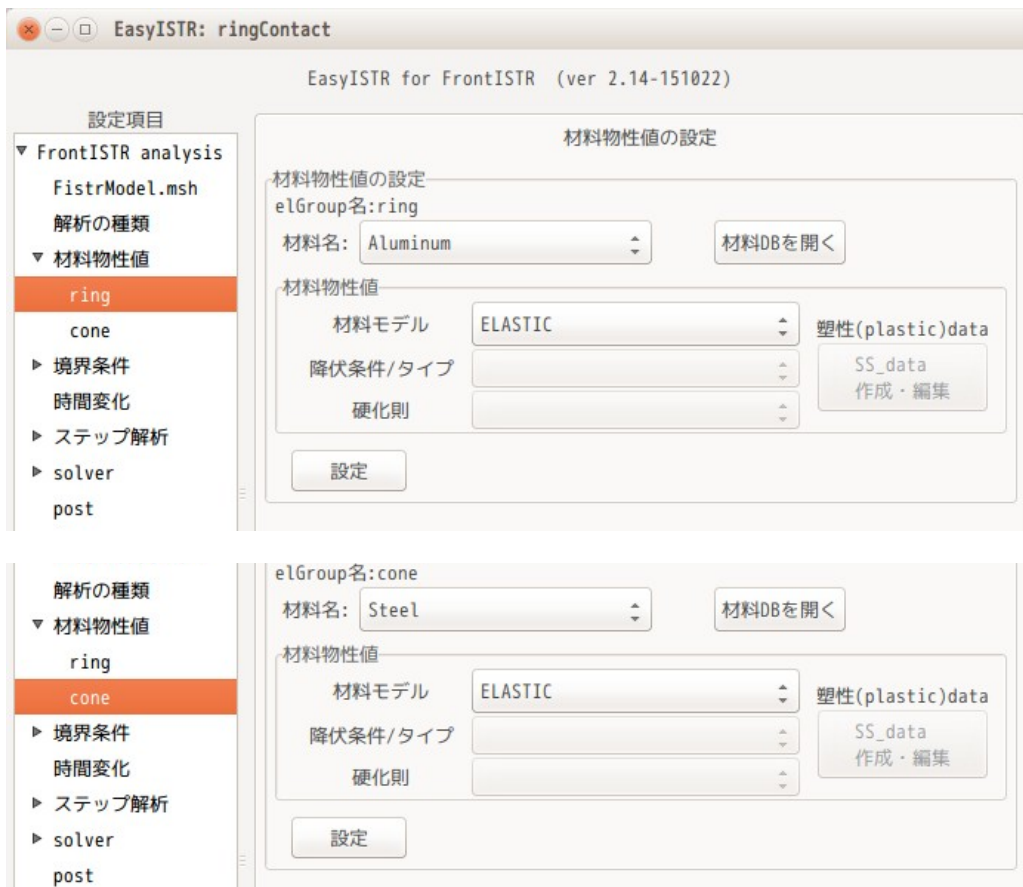 EasyISTR: ringContact
EasyISTR for FrontISTR (ver 2.14-151022)
設定項目
FrontISTR analysis
FistrModel.msh
解析の種類
材料物性値
ring
cone
境界条件
時間変化
ステップ解析
solver
post
材料物性値の設定
材料物性値の設定
elGroup名:ring
材料名: Aluminum 材料DBを開く
材料物性値
材料モデル ELASTIC 塑性(plastic)data
降伏条件/タイプ SS_data
作成・編集
硬化則
設定
解析の種類
材料物性値
ring
cone
境界条件
時間変化
ステップ解析
solver
post
elGroup名:cone
材料名: Steel 材料DBを開く
材料物性値
材料モデル ELASTIC 塑性(plastic)data
降伏条件/タイプ SS_data
作成・編集
硬化則
設定